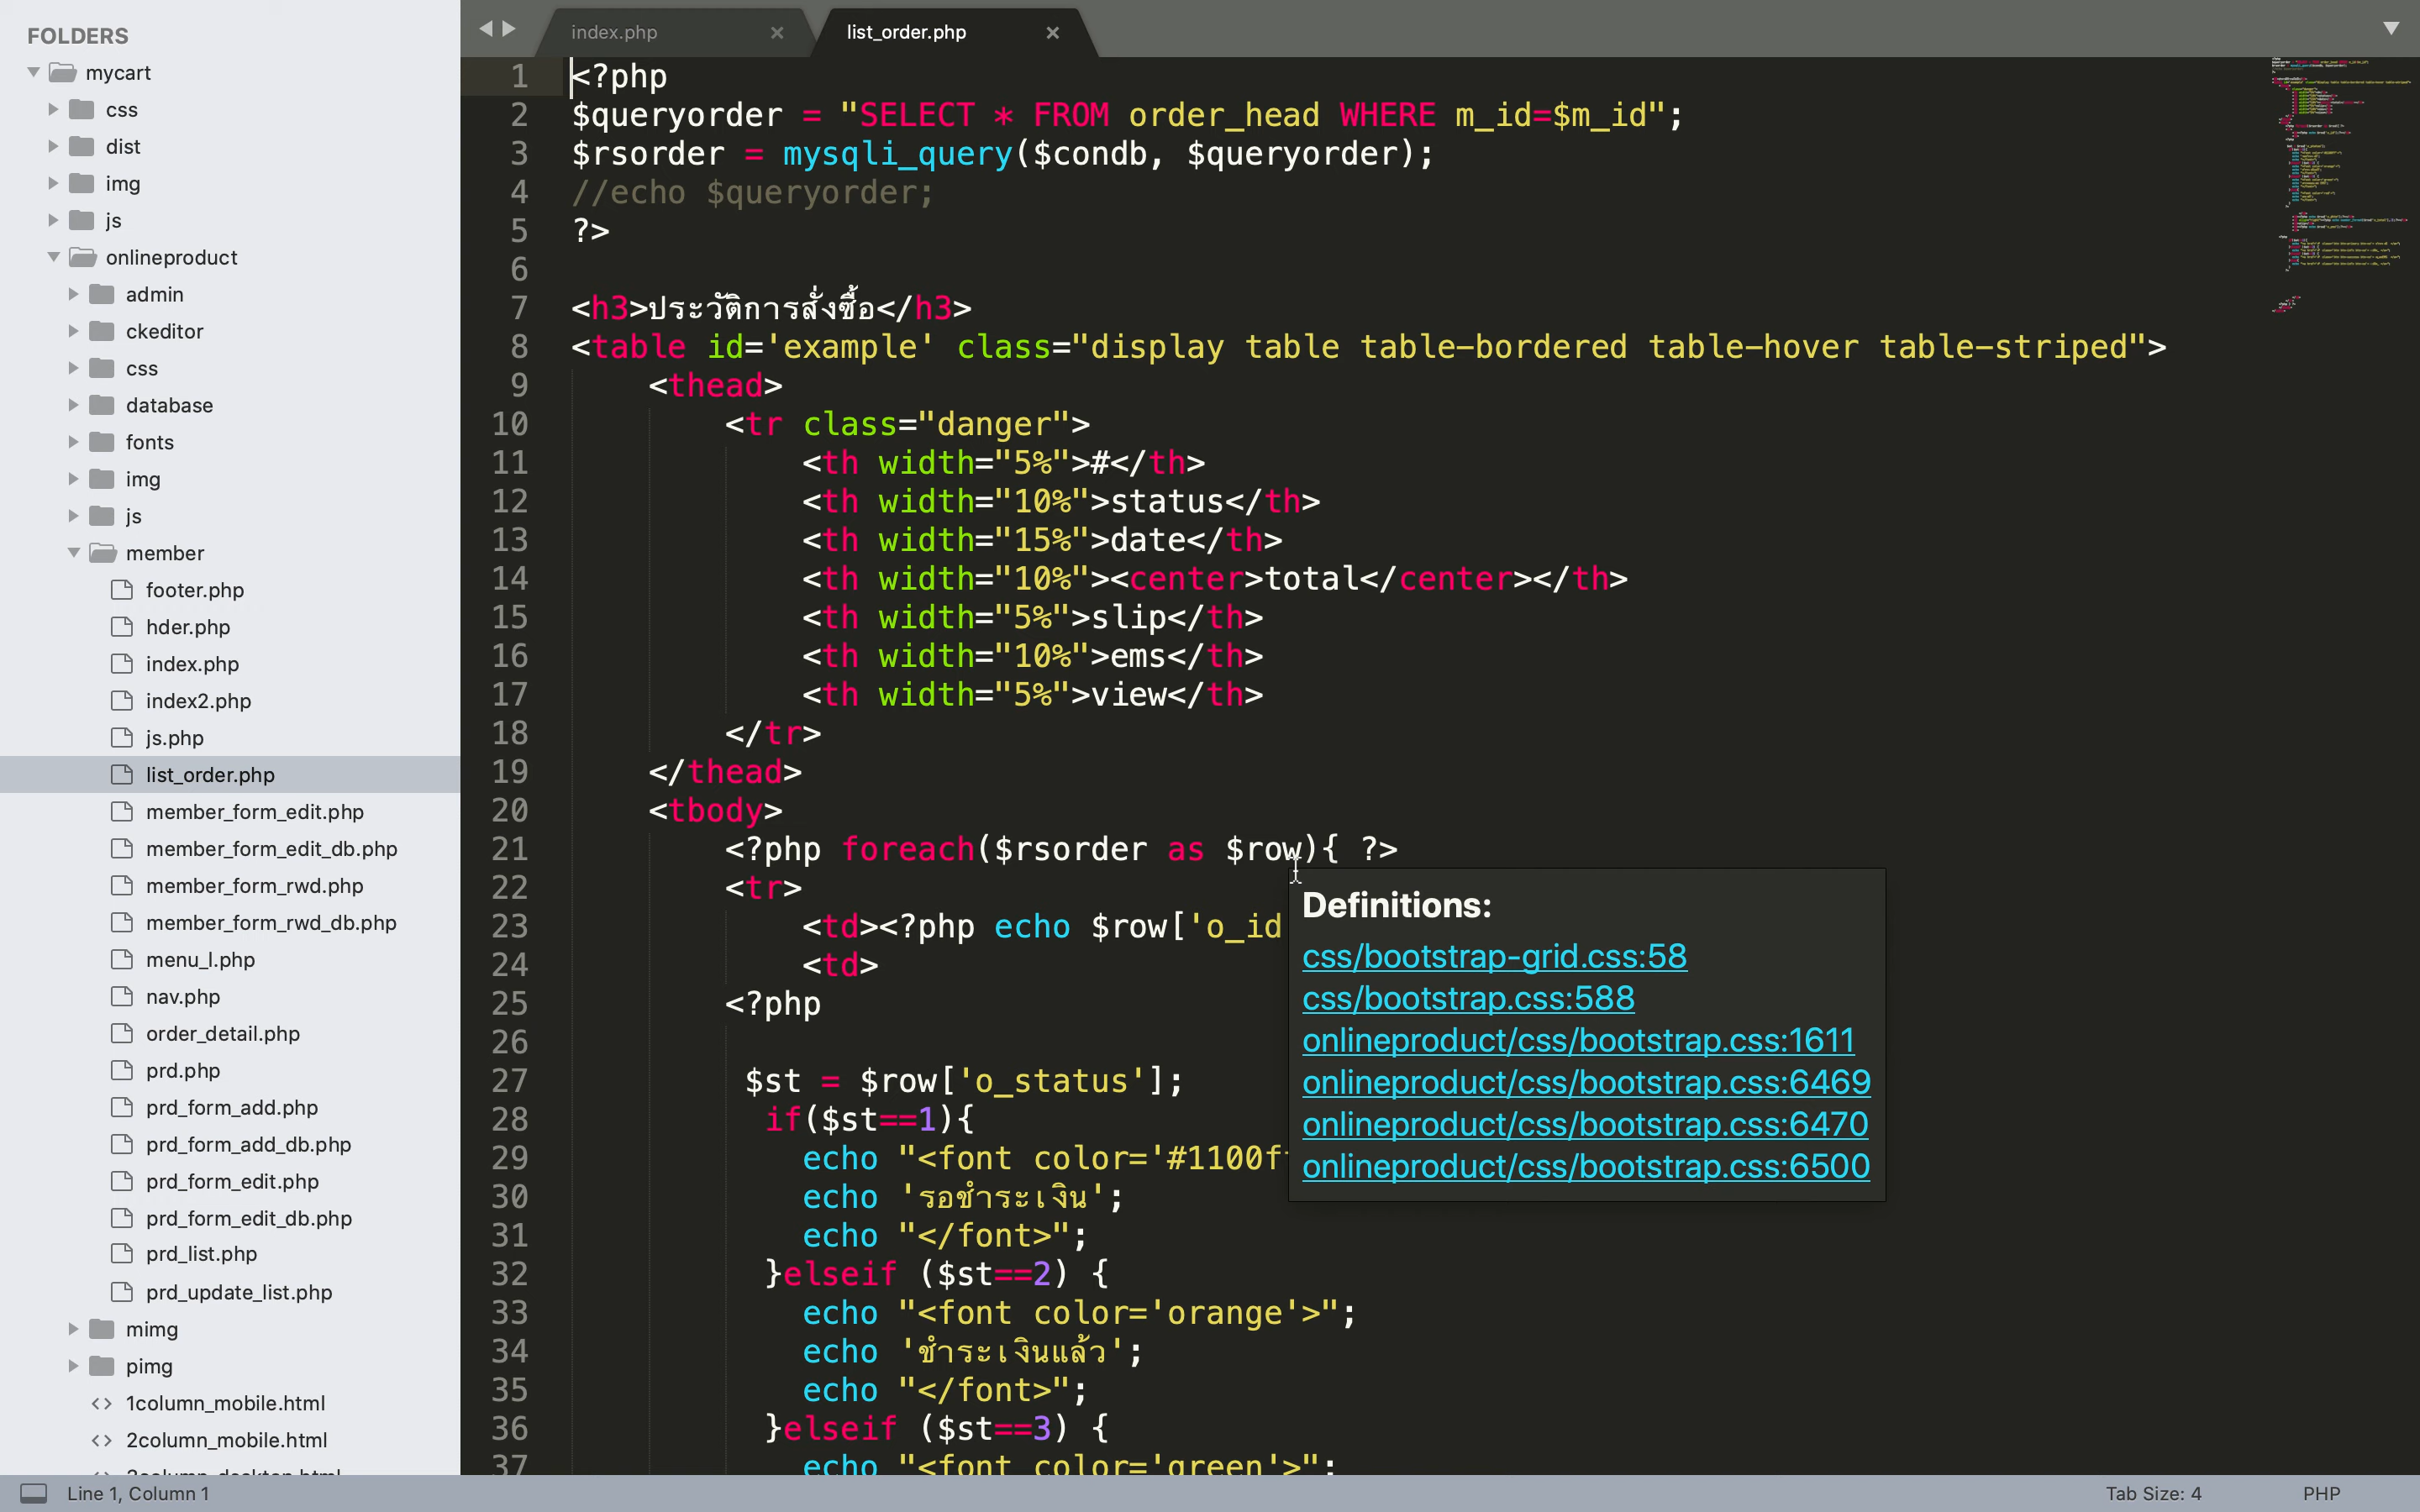 FOLDERS
mycart
css
dist
img
js
onlineproduct
admin
ckeditor
css
database
fonts
img
js
member
footer.php
hder.php
index.php
index2.php
js.php
list_order.php
member_form_edit.php
member_form_edit_db.php
member_form_rwd.php
member_form_rwd_db.php
menu_l.php
nav.php
order_detail.php
prd.php
prd_form_add.php
prd_form_add_db.php
prd_form_edit.php
prd_form_edit_db.php
prd_list.php
prd_update_list.php
mimg
pimg
1column_mobile.html
2column_mobile.html
index.php
list_order.php
1 <?php
2 $queryorder = "SELECT * FROM order_head WHERE m_id=$m_id";
3 $rsorder = mysqli_query($condb, $queryorder);
4 //echo $queryorder;
5 ?>
6
7 <h3>ประวัติการสั่งซื้อ</h3>
8 <table id='example' class="display table table-bordered table-hover table-striped">
9 <thead>
10 <tr class="danger">
11 <th width="5%">#</th>
12 <th width="10%">status</th>
13 <th width="15%">date</th>
14 <th width="10%"><center>total</center></th>
15 <th width="5%">slip</th>
16 <th width="10%">ems</th>
17 <th width="5%">view</th>
18 </tr>
19 </thead>
20 <tbody>
21 <?php foreach($rsorder as $row){ ?>
22 <tr>
23 <td><?php echo $row['o_id
24 <td>
25 <?php
26
27 $st = $row['o_status'];
28 if($st==1){
29 echo "<font color='#1100f
30 echo 'รอชำระเงิน';
31 echo "</font>";
32 }elseif ($st==2) {
33 echo "<font color='orange'>";
34 echo 'ชำระเงินแล้ว';
35 echo "</font>";
36 }elseif ($st==3) {
37 echo "<font color='green'>";
Definitions:
css/bootstrap-grid.css:58
css/bootstrap.css:588
onlineproduct/css/bootstrap.css:1611
onlineproduct/css/bootstrap.css:6469
onlineproduct/css/bootstrap.css:6470
onlineproduct/css/bootstrap.css:6500
Line 1, Column 1
Tab Size: 4
PHP